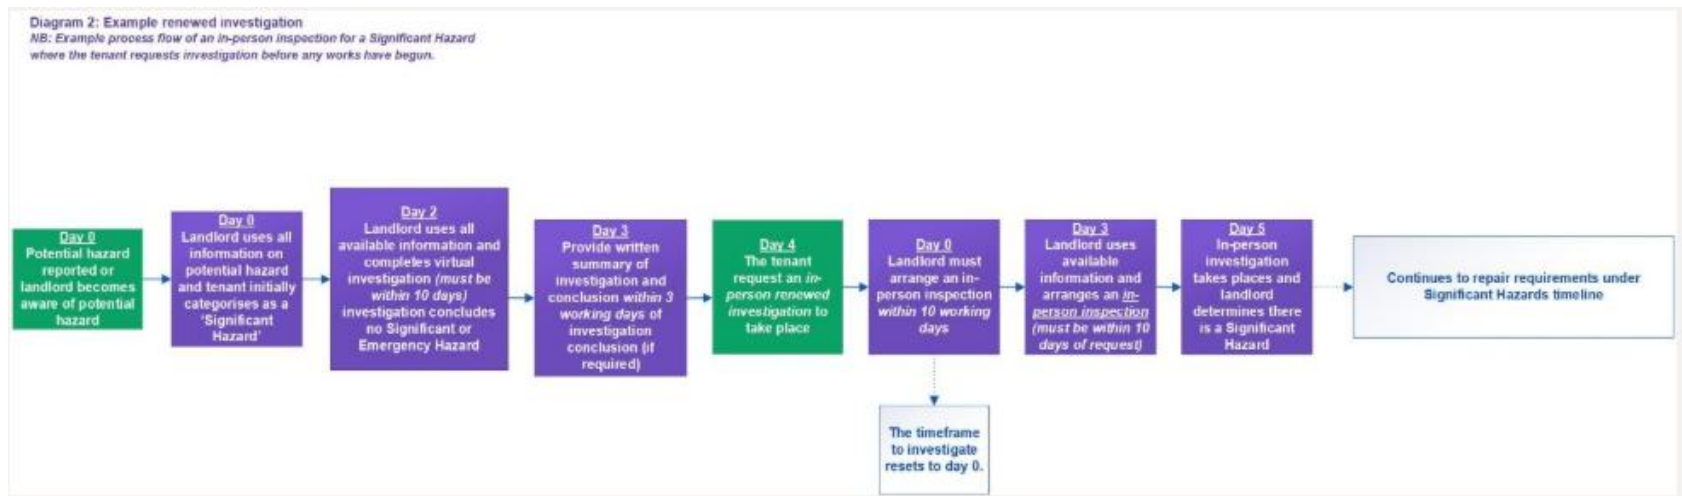 Diagram 2: Example renewed investigation
NB: Example process flow of an in-person inspection for a Significant Hazard
where the tenant requests investigation before any works have begun.
Day 0
Potential hazard
reported or
landlord becomes
aware of potential
hazard
Day 0
Landlord uses all
information on
potential hazard
and tenant initially
categorises as a
‘Significant
Hazard’
Day 2
Landlord uses all
available information and
completes virtual
investigation (must be
within 10 days)
investigation concludes
no Significant or
Emergency Hazard
Day 3
Provide written
summary of
investigation and
conclusion within 3
working days of
investigation
conclusion (if
required)
Day 4
The tenant
request an in-
person renewed
investigation to
take place
Day 0
Landlord must
arrange an in-
person inspection
within 10 working
days
The timeframe
to investigate
resets to day 0.
Day 3
Landlord uses
available
information and
arranges an in-
person inspection
(must be within 10
days of request)
Day 5
In-person
investigation
takes places and
landlord
determines there
is a Significant
Hazard
Continues to repair requirements under
Significant Hazards timeline